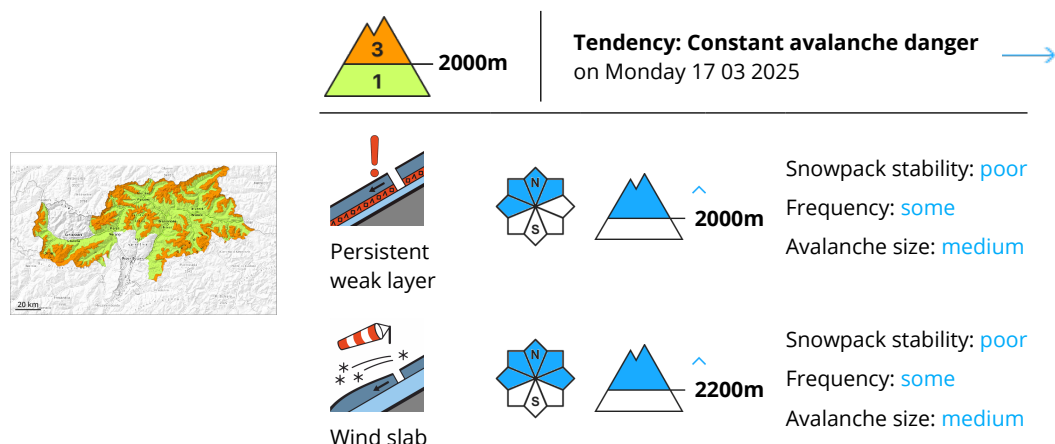 3
2000m
1
Tendency: Constant avalanche danger
on Monday 17 03 2025
20 km
Persistent
weak layer
N
S
2000m
Snowpack stability: poor
Frequency: some
Avalanche size: medium
Wind slab
N
S
2200m
Snowpack stability: poor
Frequency: some
Avalanche size: medium